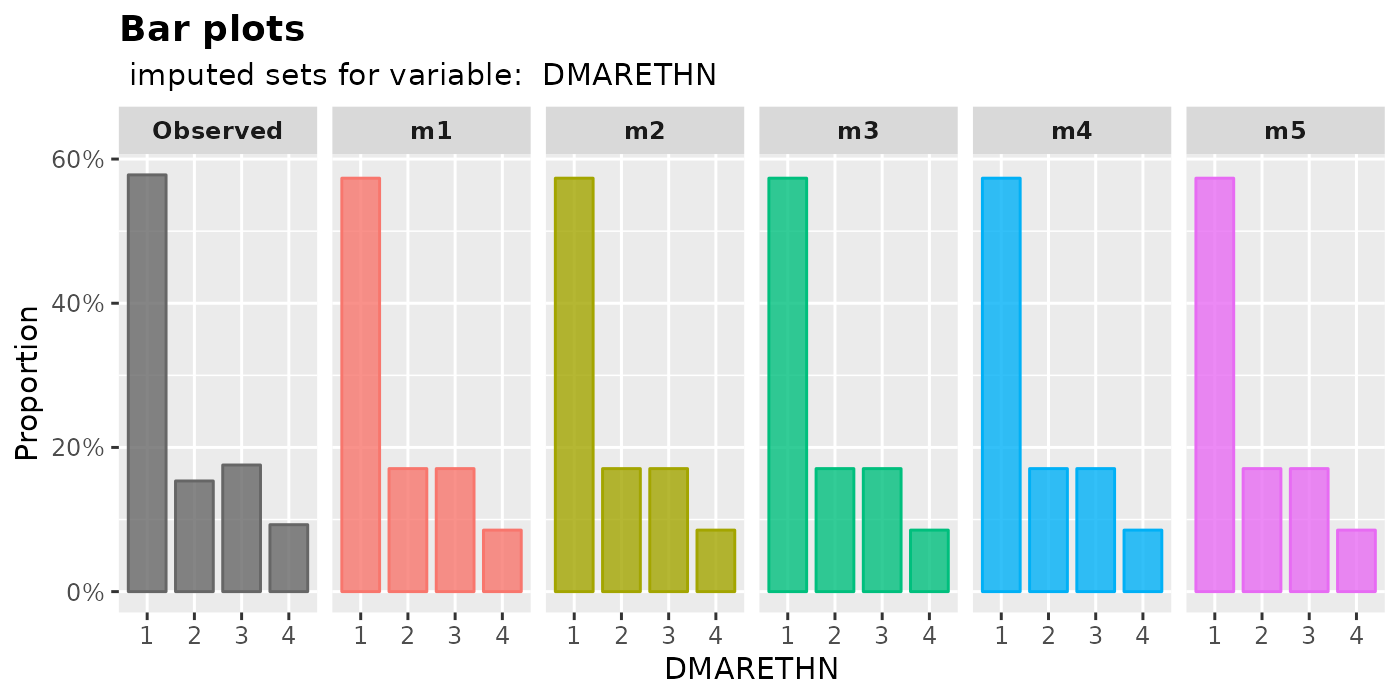 Bar plots
imputed sets for variable:  DMARETHN
Observed m1 m2 m3 m4 m5
60%
40%
20%
0%
Proportion
1 2 3 4 1 2 3 4 1 2 3 4 1 2 3 4 1 2 3 4 1 2 3 4
DMARETHN